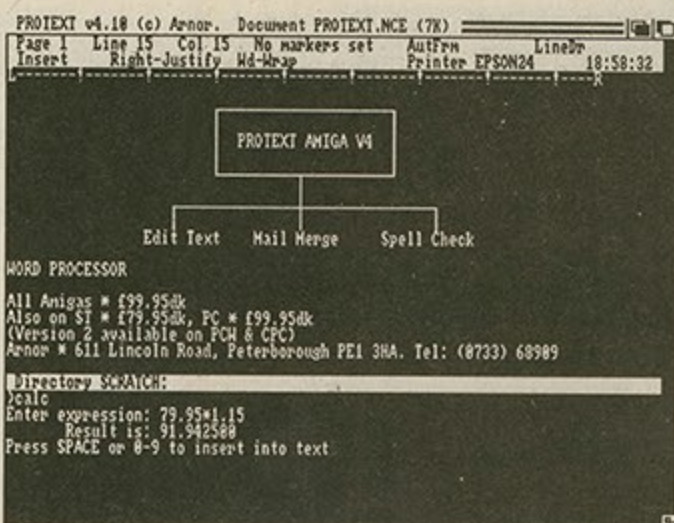 PROTEXT v4.10 (c) Arnor. Document PROTEXT.NCE (7K)
Page 1 Line 15 Col 15 No markers set AutFrm LineDr
Insert Right-Justify Wd-Wrap Printer EPSON24 18:58:32
PROTEXT AMIGA V4
Edit Text Mail Merge Spell Check
WORD PROCESSOR
All Amigas * £99.95dk
Also on ST * £79.95dk, PC * £99.95dk
(Version 2 available on PCW & CPC)
Arnor * 611 Lincoln Road, Peterborough PE1 3HA. Tel: (0733) 68909
Directory SCRATCH:
>calc
Enter expression: 79.95*1.15
Result is: 91.942500
Press SPACE or 0-9 to insert into text